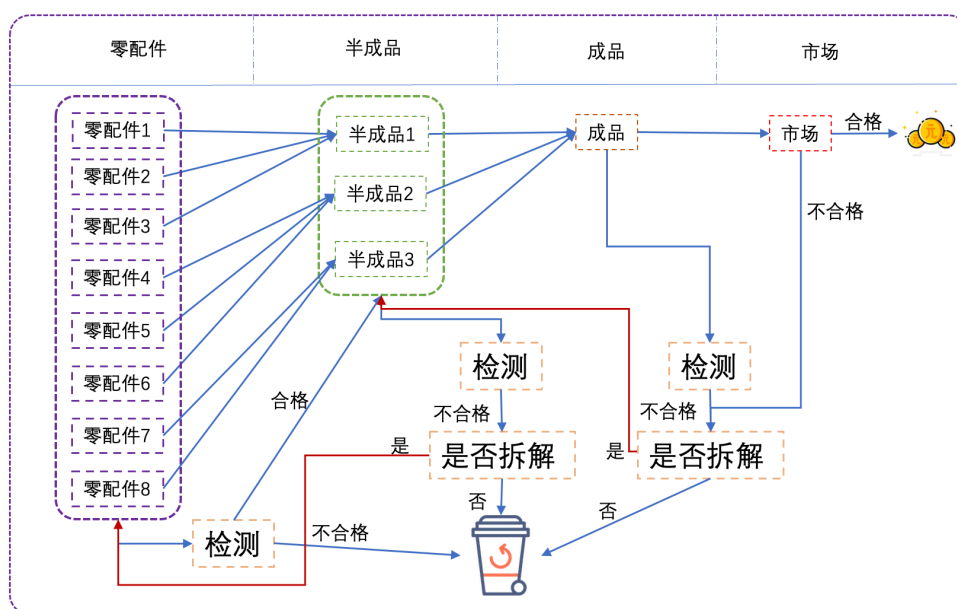 零配件
半成品
成品
市场
零配件1
零配件2
零配件3
零配件4
零配件5
零配件6
零配件7
零配件8
半成品1
半成品2
半成品3
成品
市场
合格
元
不合格
检测
检测
合格
不合格
不合格
是
是否拆解
是
是否拆解
否
否
检测
不合格